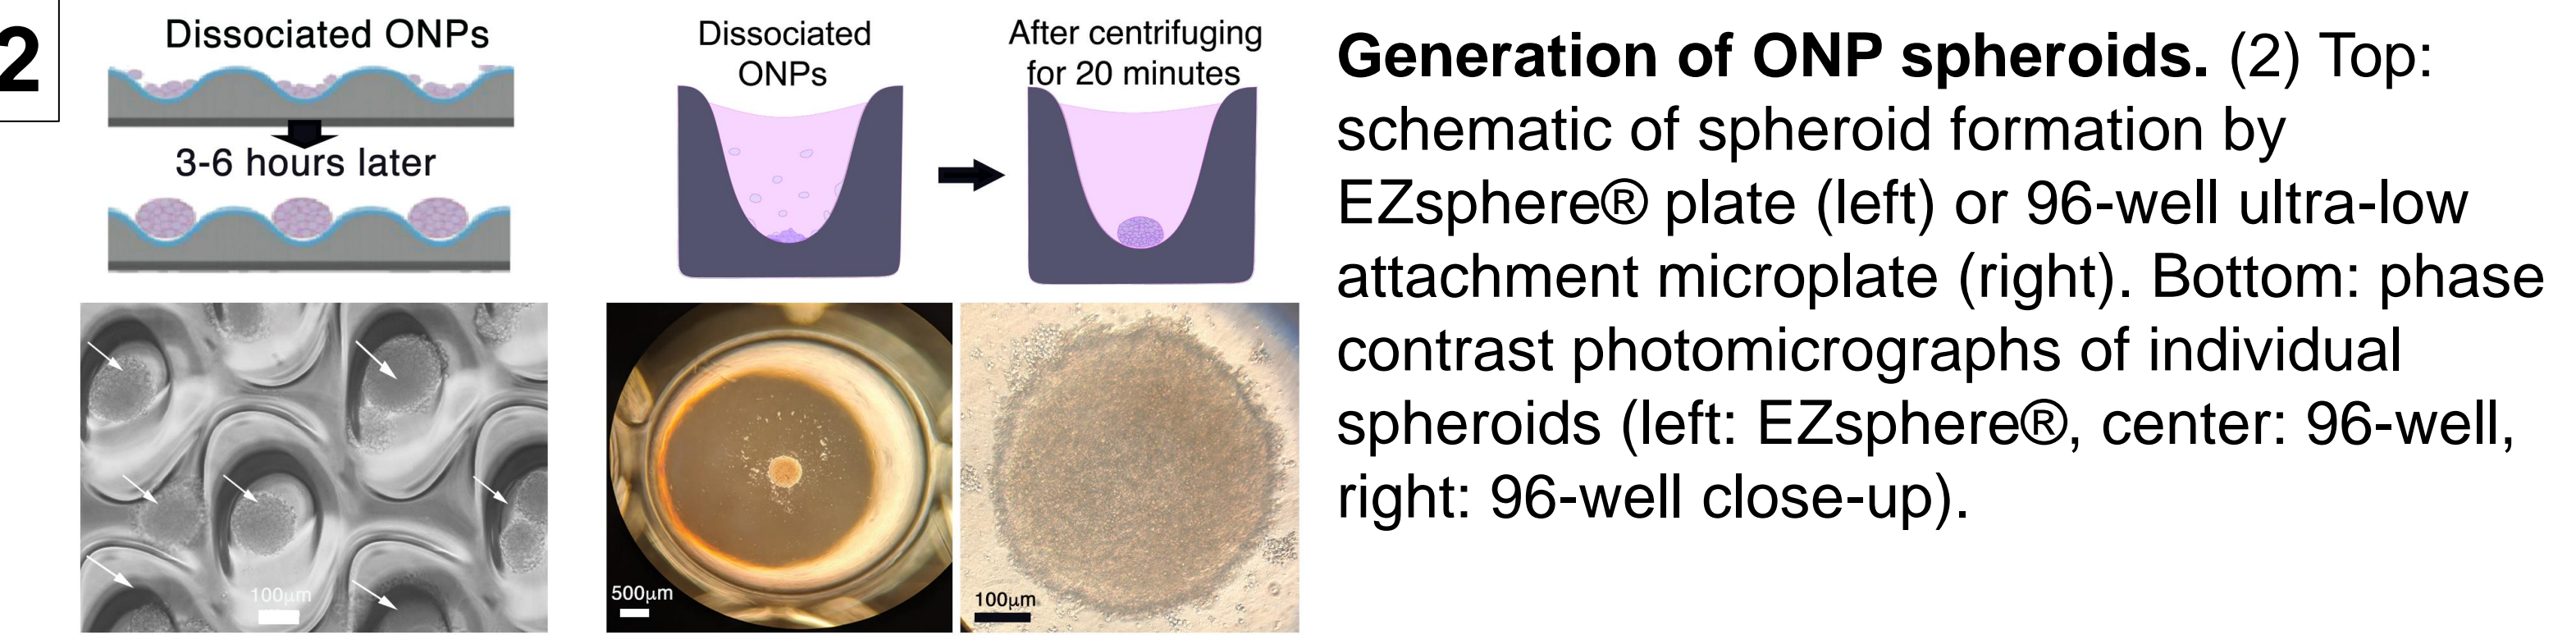 2
Dissociated ONPs
3-6 hours later
Dissociated
ONPs
After centrifuging
for 20 minutes
100μm
500μm
100μm
Generation of ONP spheroids. (2) Top:
schematic of spheroid formation by
EZsphere® plate (left) or 96-well ultra-low
attachment microplate (right). Bottom: phase
contrast photomicrographs of individual
spheroids (left: EZsphere®, center: 96-well,
right: 96-well close-up).